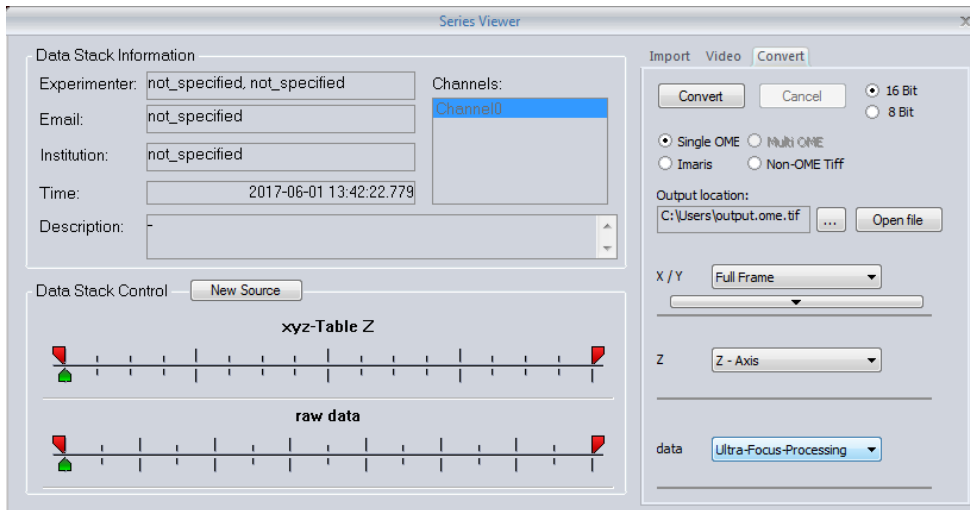 Series Viewer
x
Data Stack Information
Experimenter: not_specified, not_specified
Email: not_specified
Institution: not_specified
Time: 2017-06-01 13:42:22.779
Description: -
Channels:
Channel0
Data Stack Control New Source
xyz-Table Z
raw data
Import Video Convert
Convert Cancel 16 Bit
8 Bit
Single OME Multi OME
Imaris Non-OME Tiff
Output location:
C:\Users\output.ome.tif ... Open file
X / Y Full Frame
Z Z - Axis
data Ultra-Focus-Processing